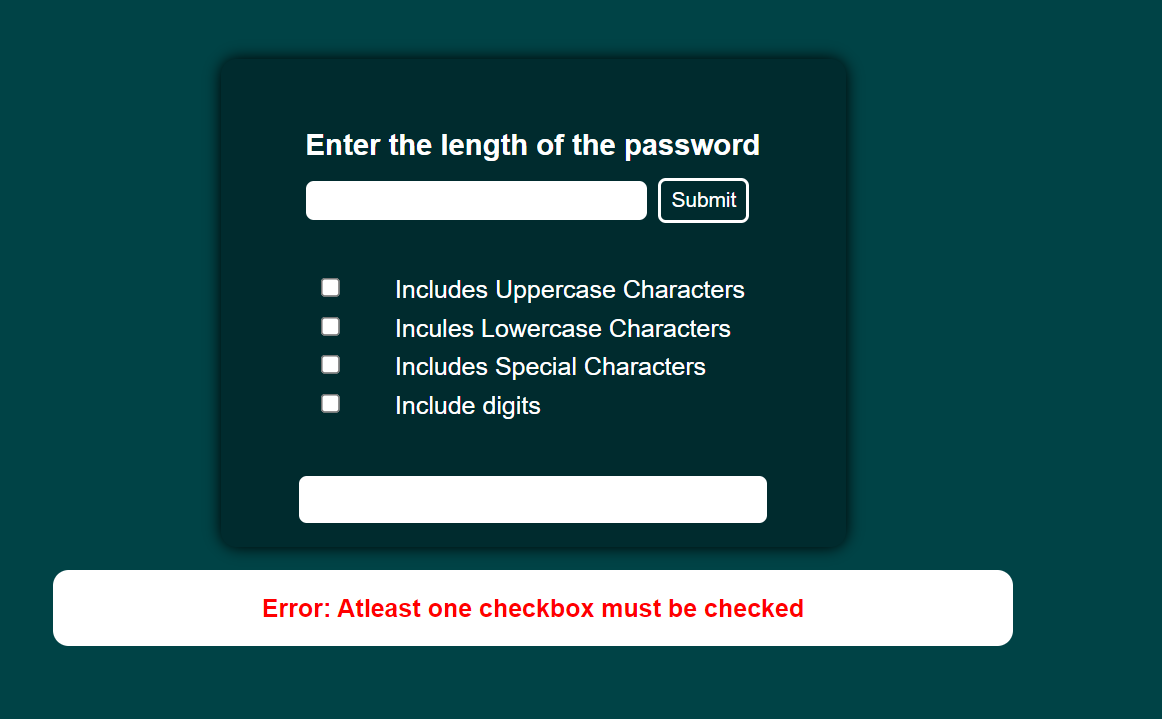 Enter the length of the password
Submit
Includes Uppercase Characters
Incules Lowercase Characters
Includes Special Characters
Include digits
Error: Atleast one checkbox must be checked